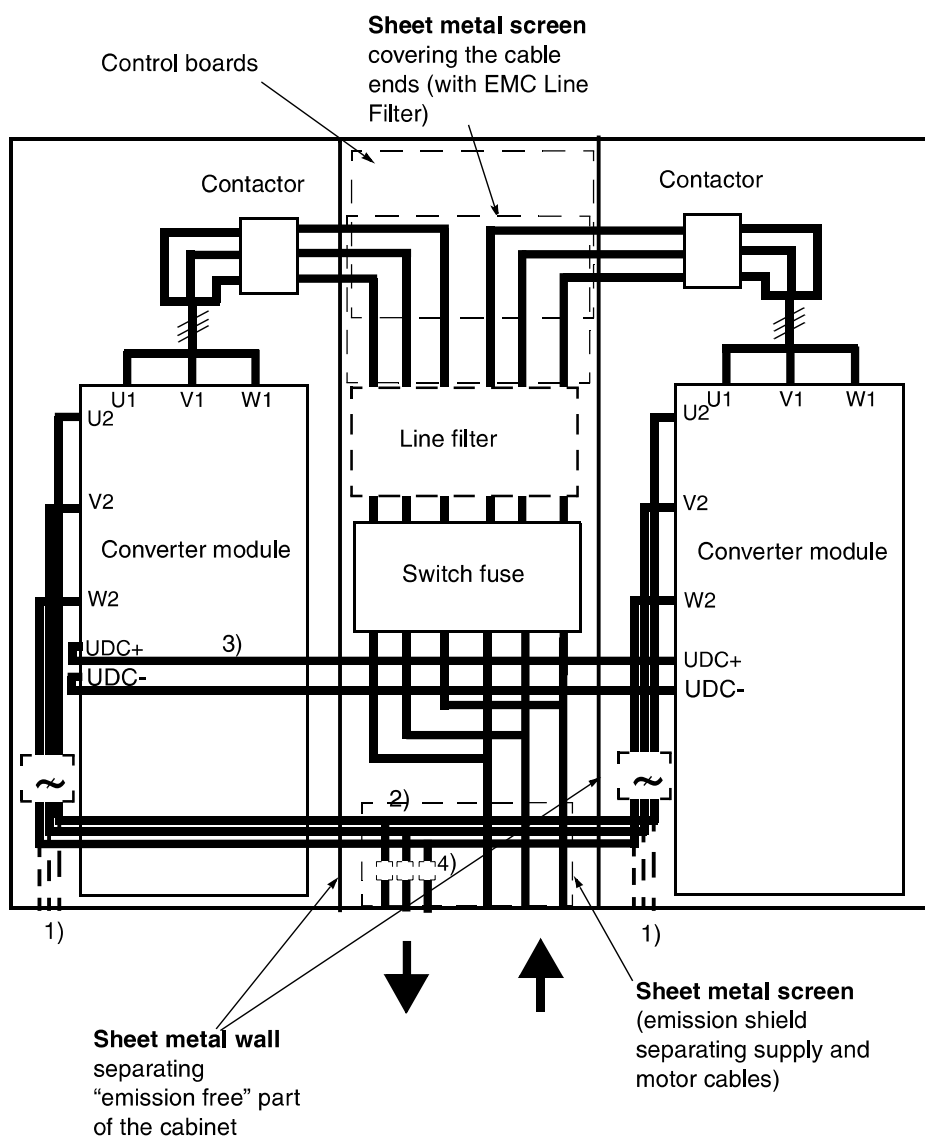 Sheet metal screen
covering the cable
ends (with EMC Line
Filter)
Control boards
Contactor
Contactor
U1 V1 W1
U1 V1 W1
U2
U2
Line filter
V2
V2
Converter module
Converter module
Switch fuse
W2
W2
UDC+
3)
UDC+
UDC-
UDC-
~
~
2)
4)
1)
1)
Sheet metal screen
(emission shield
separating supply and
motor cables)
Sheet metal wall
separating
“emission free” part
of the cabinet